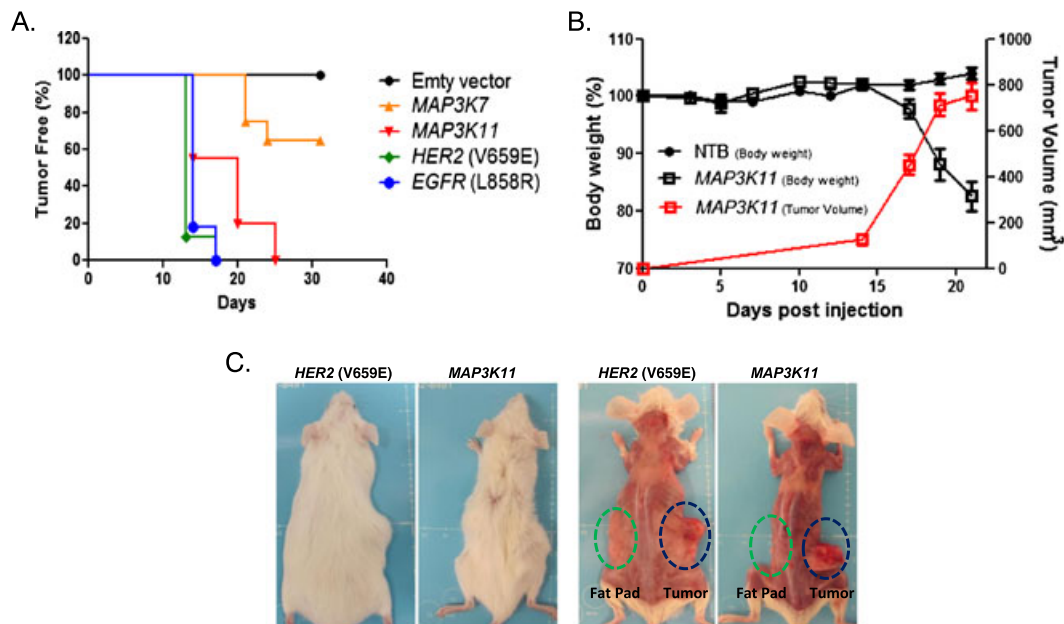 A.
120
100
80
60
40
20
0
Tumor Free (%)
0
10
20
30
40
Days
Emty vector
MAP3K7
MAP3K11
HER2 (V659E)
EGFR (L858R)
B.
110
100
90
80
70
Body weight (%)
1000
800
600
400
200
0
Tumor Volume (mm3)
0
5
10
15
20
Days post injection
NTB (Body weight)
MAP3K11 (Body weight)
MAP3K11 (Tumor Volume)
C.
HER2 (V659E)
MAP3K11
HER2 (V659E)
MAP3K11
Fat Pad
Tumor
Fat Pad
Tumor